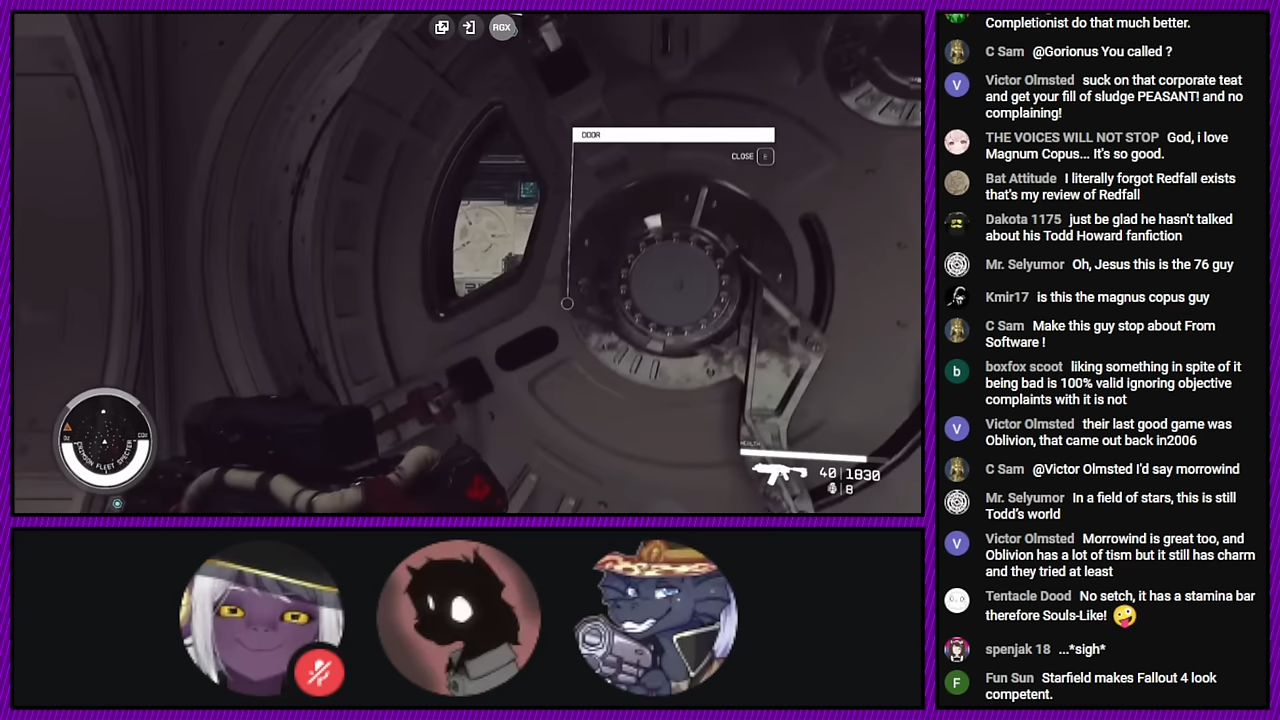 RGX
DOOR
CLOSE E
O2
CO2
CRIMSON FLEET SPECTER
HEALTH
40 | 1830
8
Completionist do that much better.
C Sam @Gorionus You called ?
V
Victor Olmsted suck on that corporate teat
and get your fill of sludge PEASANT! and no
complaining!
THE VOICES WILL NOT STOP God, i love
Magnum Copus... It's so good.
Bat Attitude I literally forgot Redfall exists
that's my review of Redfall
Dakota 1175 just be glad he hasn't talked
about his Todd Howard fanfiction
Mr. Selyumor Oh, Jesus this is the 76 guy
Kmir17 is this the magnus copus guy
C Sam Make this guy stop about From
Software !
b
boxfox scoot liking something in spite of it
being bad is 100% valid ignoring objective
complaints with it is not
V
Victor Olmsted their last good game was
Oblivion, that came out back in2006
C Sam @Victor Olmsted I'd say morrowind
Mr. Selyumor In a field of stars, this is still
Todd's world
V
Victor Olmsted Morrowind is great too, and
Oblivion has a lot of tism but it still has charm
and they tried at least
Tentacle Dood No setch, it has a stamina bar
therefore Souls-Like! 🤪
spenjak 18 ...*sigh*
F
Fun Sun Starfield makes Fallout 4 look
competent.